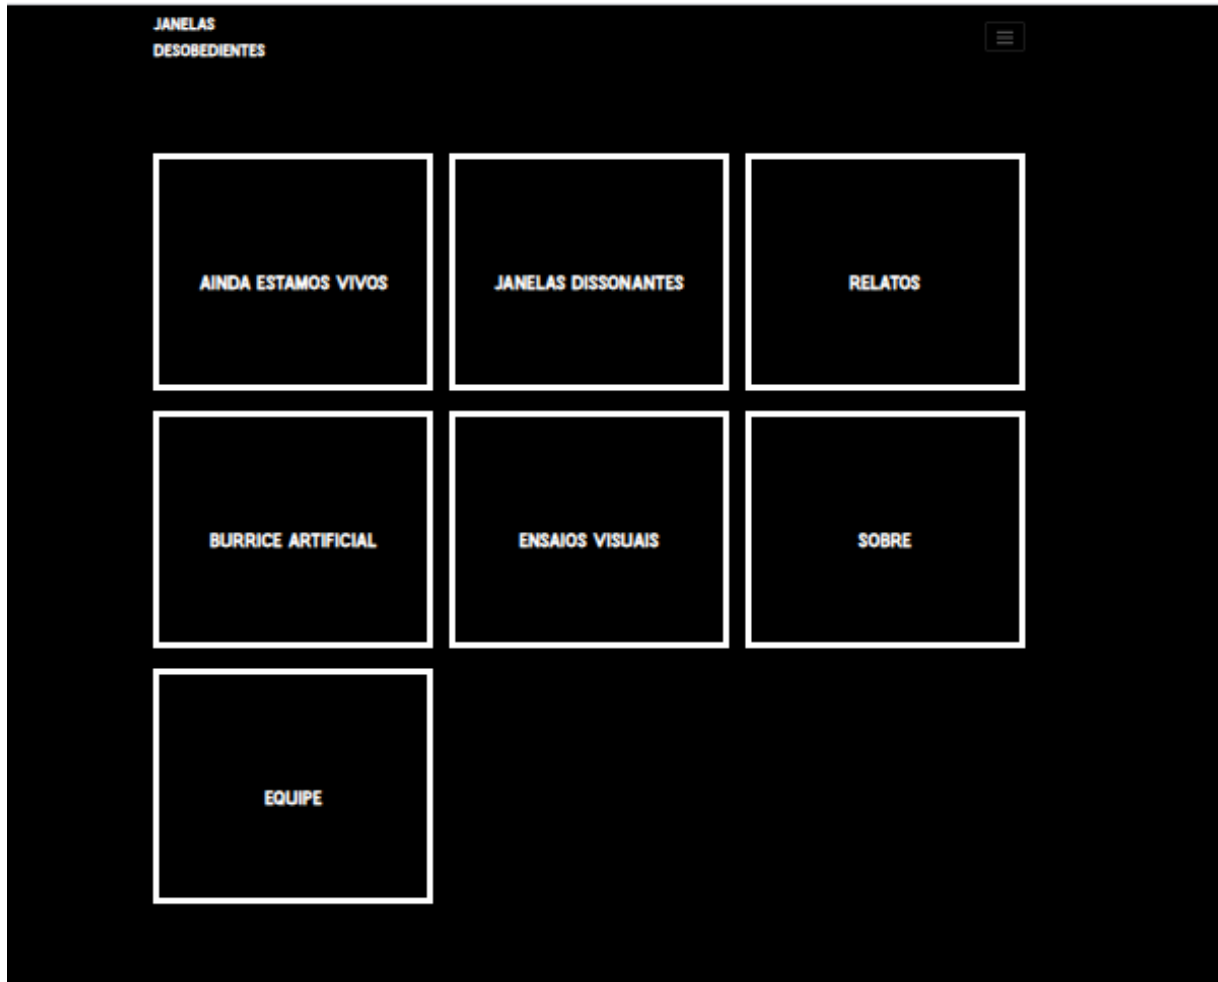 JANELAS
DESOBEDIENTES
AINDA ESTAMOS VIVOS
JANELAS DISSONANTES
RELATOS
BURRICE ARTIFICIAL
ENSAIOS VISUAIS
SOBRE
EQUIPE